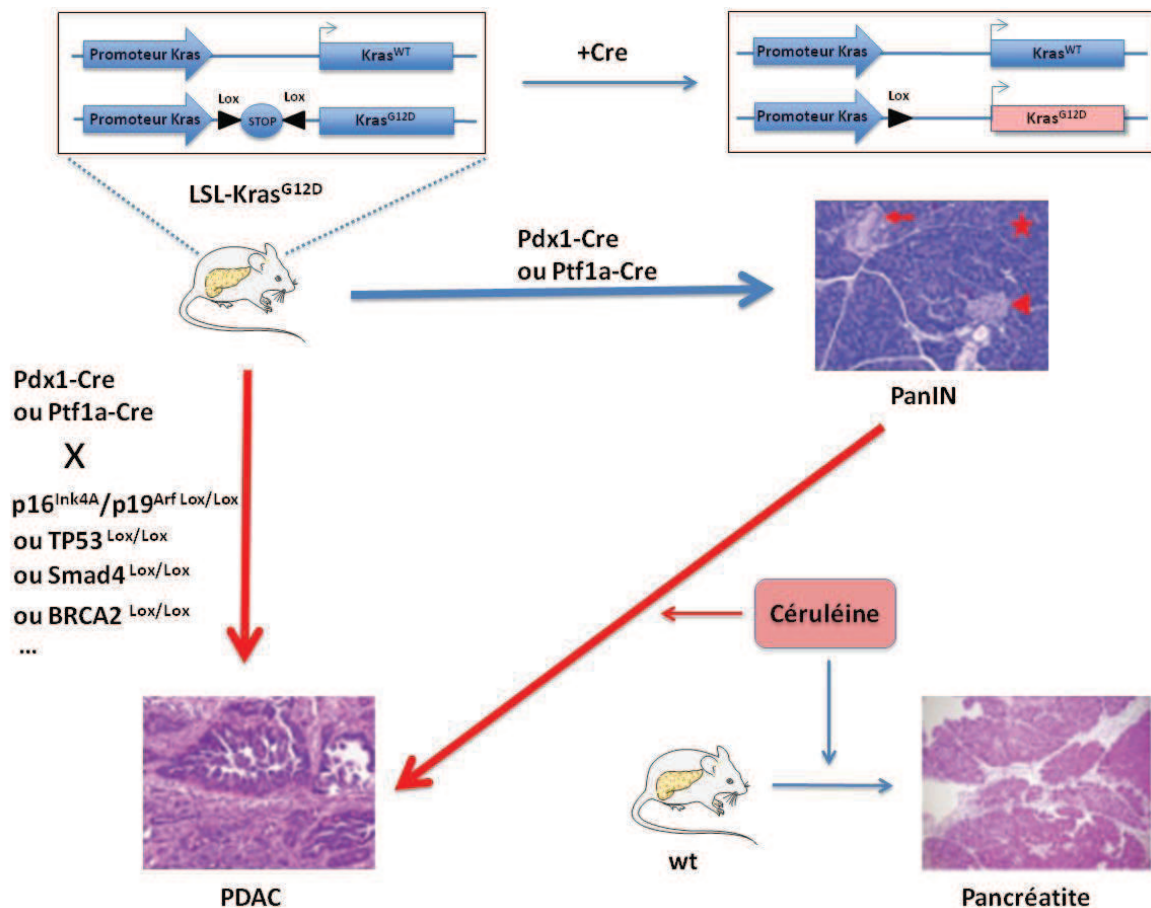 Promoteur Kras
Kras^WT
Lox
Lox
Promoteur Kras
STOP
Kras^G12D
+Cre
Promoteur Kras
Kras^WT
Lox
Promoteur Kras
Kras^G12D
LSL-Kras^G12D
Pdx1-Cre
ou Ptf1a-Cre
PanIN
Pdx1-Cre
ou Ptf1a-Cre
X
p16^Ink4A/p19^Arf Lox/Lox
ou TP53 ^Lox/Lox
ou Smad4 ^Lox/Lox
ou BRCA2 ^Lox/Lox
...
Céruléine
wt
PDAC
Pancréatite